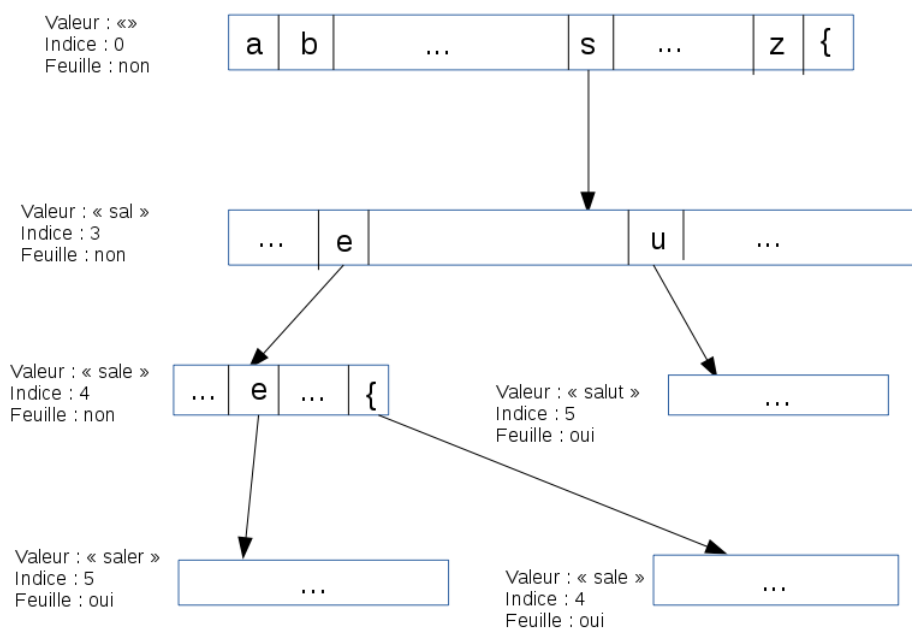 Valeur : «»
Indice : 0
Feuille : non
a b ... s ... z {
Valeur : « sal »
Indice : 3
Feuille : non
... e u ...
Valeur : « sale »
Indice : 4
Feuille : non
... e ... {
Valeur : « salut »
Indice : 5
Feuille : oui
...
Valeur : « saler »
Indice : 5
Feuille : oui
...
Valeur : « sale »
Indice : 4
Feuille : oui
...